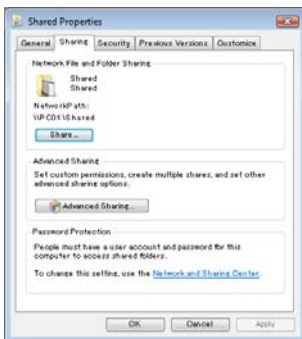 Shared Properties
General Sharing Security Previous Versions Customize
Network File and Folder Sharing
Shared
Shared
Network Path:
\\PC01\Shared
Share...
Advanced Sharing
Set custom permissions, create multiple shares, and set other
advanced sharing options.
Advanced Sharing...
Password Protection
People must have a user account and password for this
computer to access shared folders.
To change this setting, use the Network and Sharing Center.
OK Cancel Apply